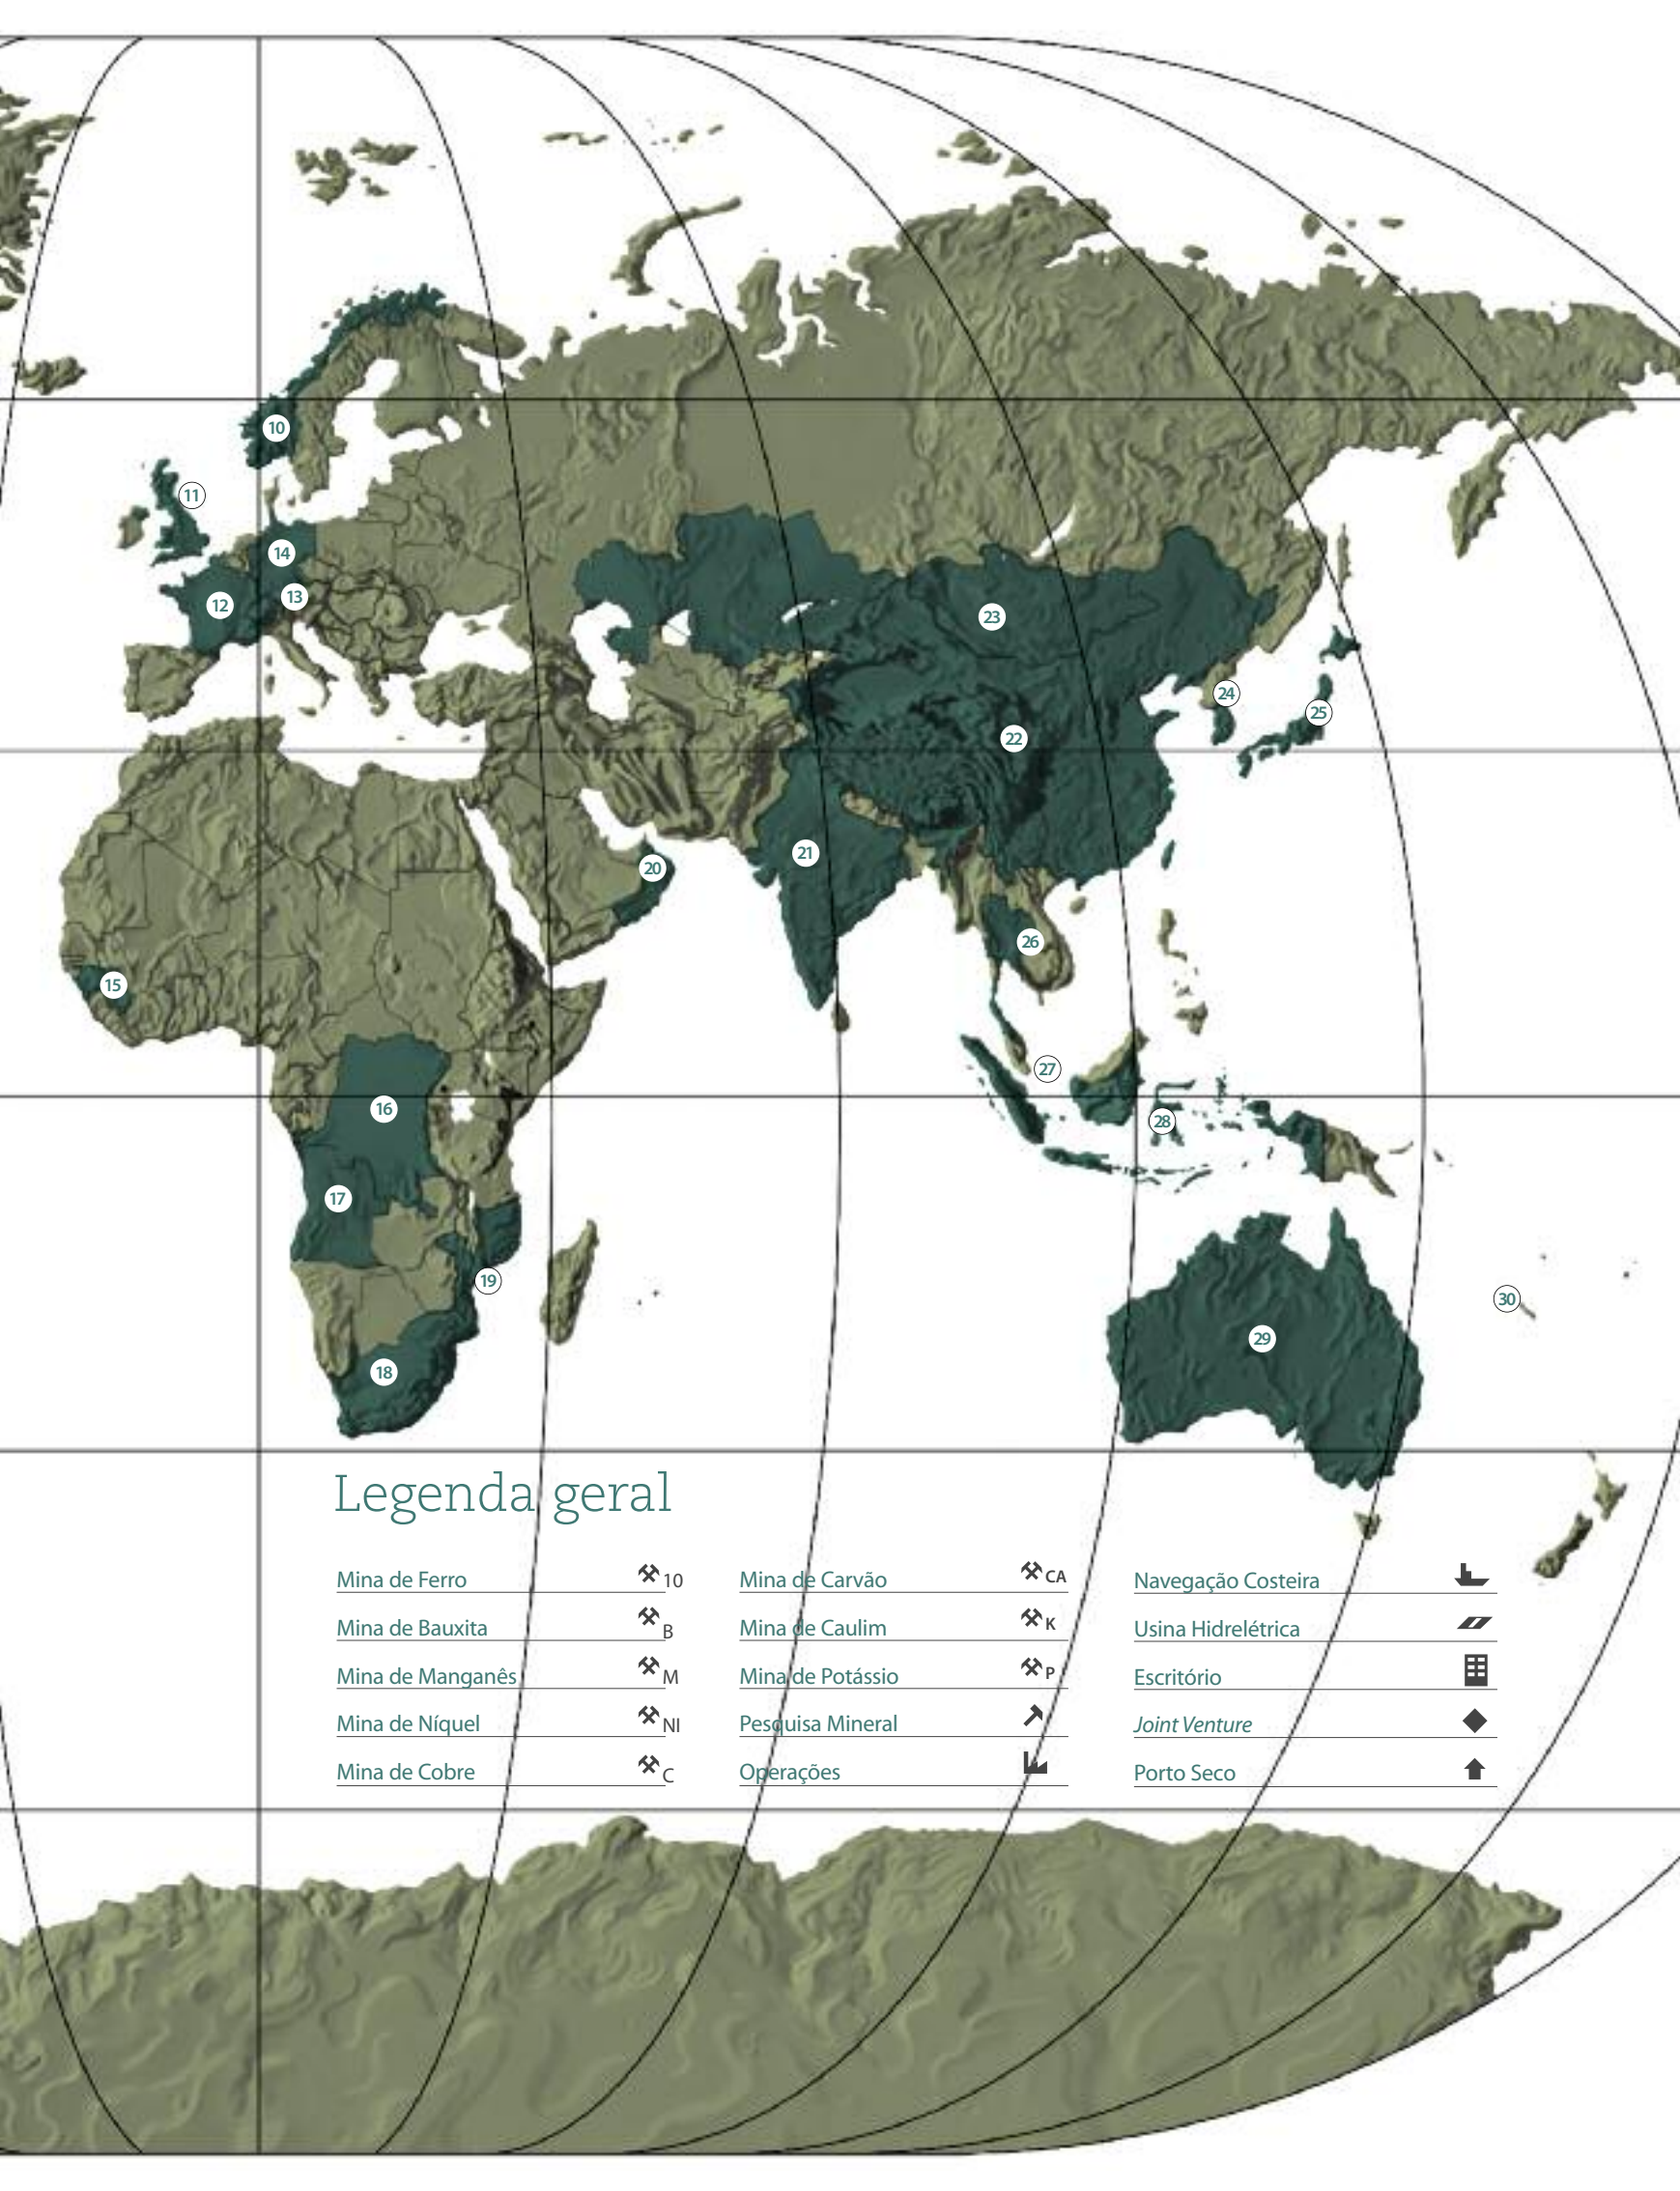 10
11
14
13
12
23
24
25
22
21
20
26
15
27
16
28
17
19
30
29
18
Legenda geral
Mina de Ferro 10
Mina de Bauxita B
Mina de Manganês M
Mina de Níquel NI
Mina de Cobre C
Mina de Carvão CA
Mina de Caulim K
Mina de Potássio P
Pesquisa Mineral
Operações
Navegação Costeira
Usina Hidrelétrica
Escritório
Joint Venture
Porto Seco